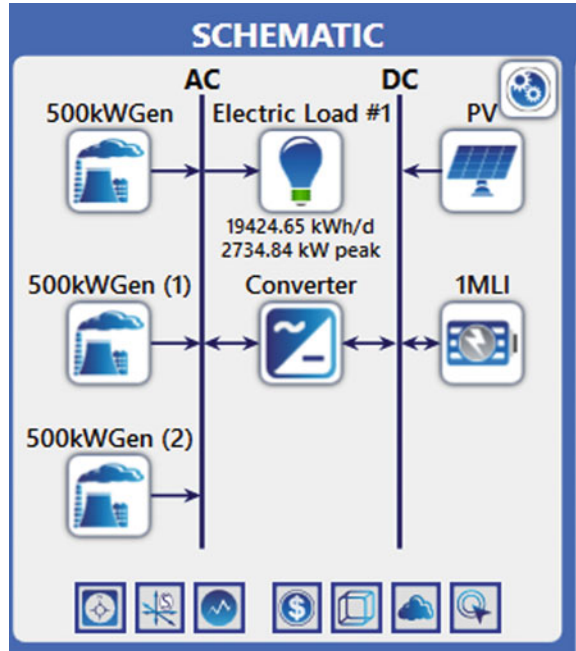 SCHEMATIC
AC DC
500kWGen Electric Load #1 PV
19424.65 kWh/d
2734.84 kW peak
500kWGen (1) Converter 1MLI
500kWGen (2)
S
$